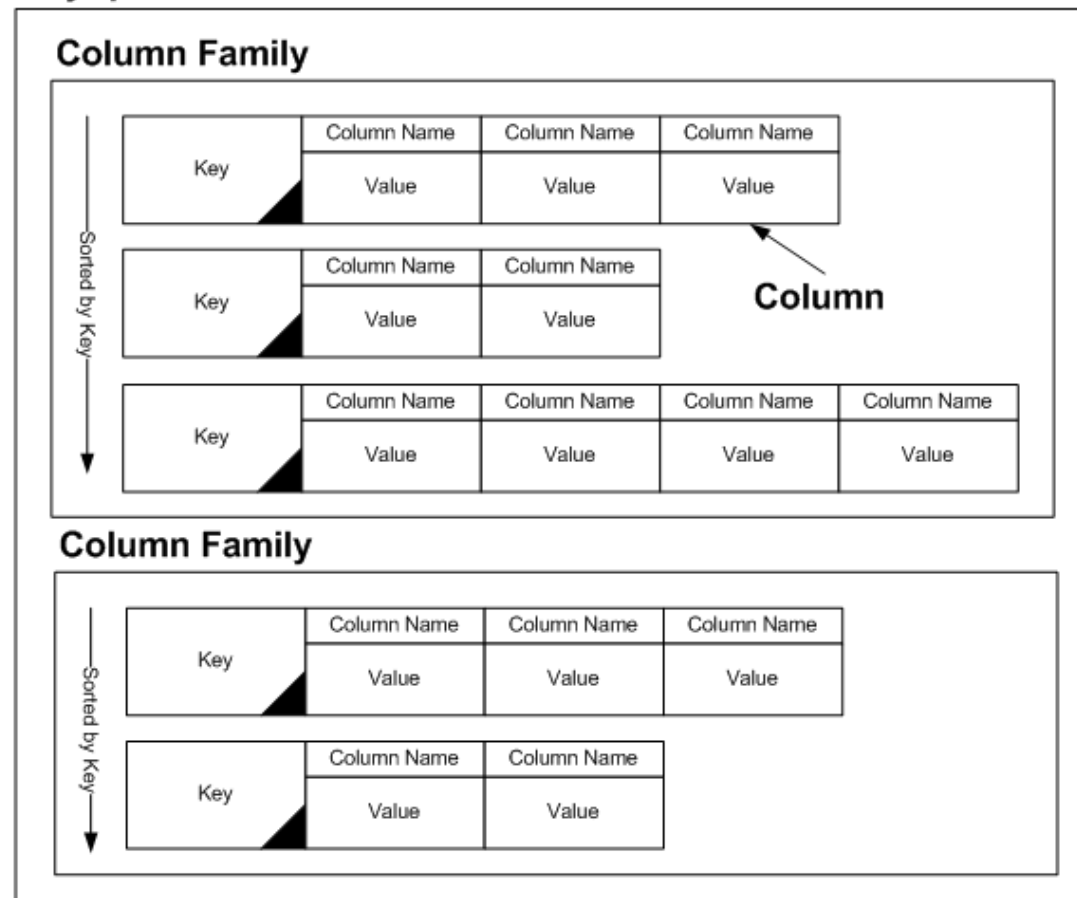 Column Family
Column Name Column Name Column Name
Key
Value Value Value
Column Name Column Name
Key
Value Value
Column
Column Name Column Name Column Name Column Name
Key
Value Value Value Value
Sorted by Key
Column Family
Column Name Column Name Column Name
Key
Value Value Value
Column Name Column Name
Key
Value Value
Sorted by Key